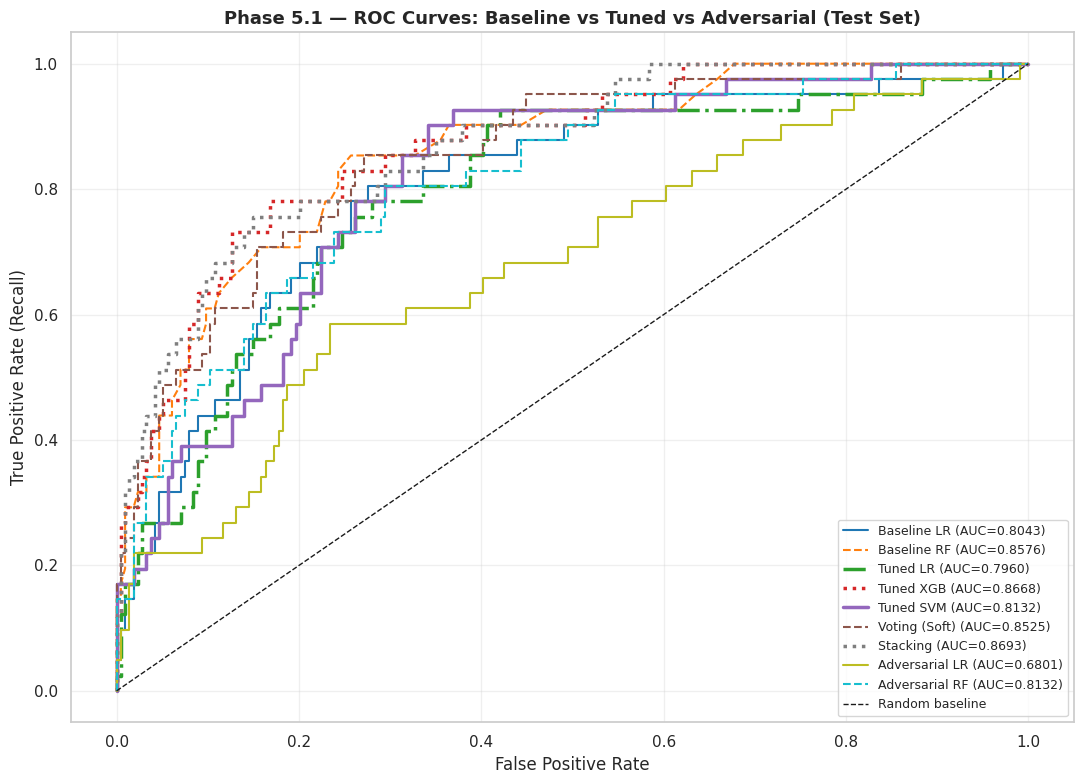 Phase 5.1 — ROC Curves: Baseline vs Tuned vs Adversarial (Test Set)
True Positive Rate (Recall)
1.0
0.8
0.6
0.4
0.2
0.0
Baseline LR (AUC=0.8043)
Baseline RF (AUC=0.8576)
Tuned LR (AUC=0.7960)
Tuned XGB (AUC=0.8668)
Tuned SVM (AUC=0.8132)
Voting (Soft) (AUC=0.8525)
Stacking (AUC=0.8693)
Adversarial LR (AUC=0.6801)
Adversarial RF (AUC=0.8132)
Random baseline
0.0 0.2 0.4 0.6 0.8 1.0
False Positive Rate